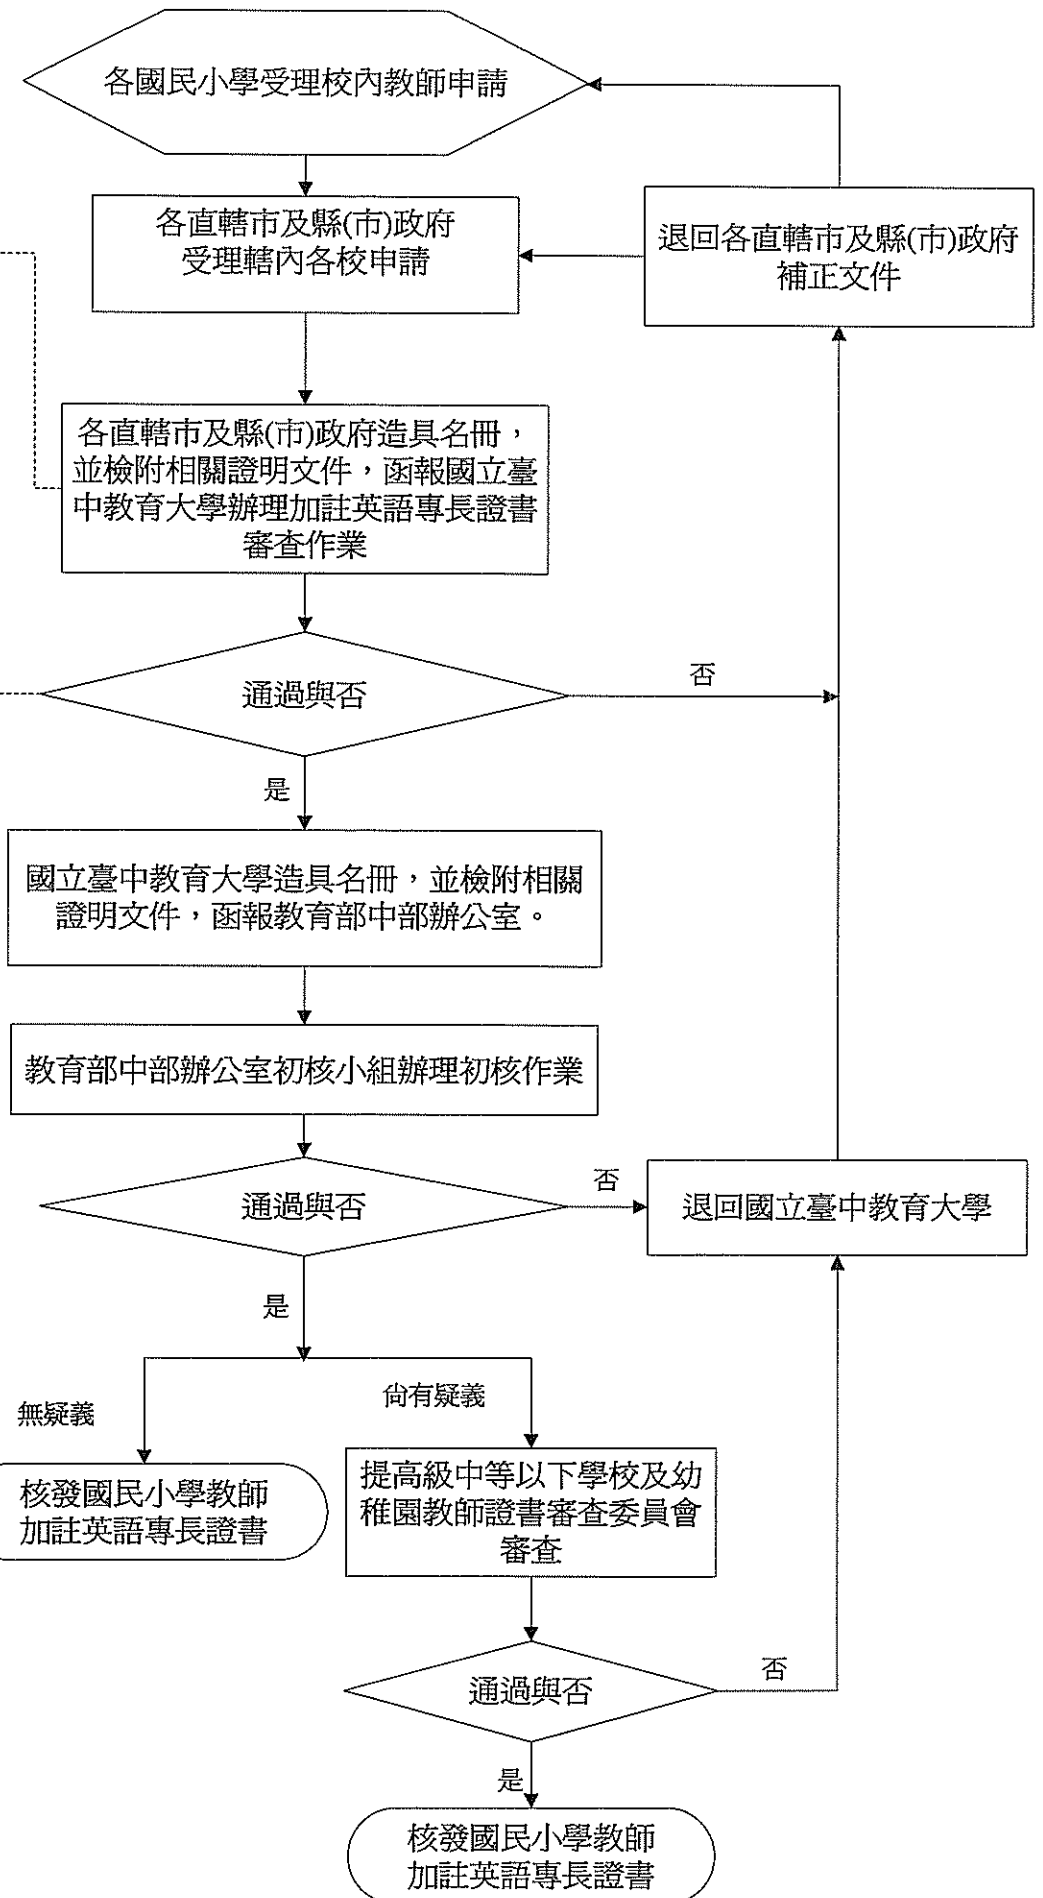 各國民小學受理校內教師申請
各直轄市及縣(市)政府
受理轄內各校申請
退回各直轄市及縣(市)政府
補正文件
各直轄市及縣(市)政府造具名冊，
並檢附相關證明文件，函報國立臺
中教育大學辦理加註英語專長證書
審查作業
通過與否
否
是
國立臺中教育大學造具名冊，並檢附相關
證明文件，函報教育部中部辦公室。
教育部中部辦公室初核小組辦理初核作業
通過與否
否
退回國立臺中教育大學
是
無疑義
尚有疑義
核發國民小學教師
加註英語專長證書
提高級中等以下學校及幼
稚園教師證書審查委員會
審查
通過與否
否
是
核發國民小學教師
加註英語專長證書